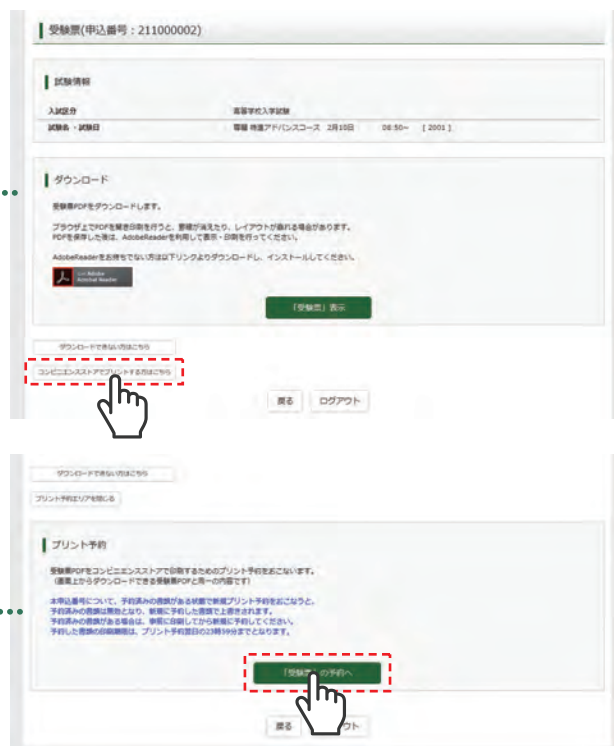 受験票(申込番号：211000002)
試験情報
入試区分 高等学校入学試験
試験名・試験日 専願 特進アドバンスコース 2月10日 08:50~ [ 2001 ]
ダウンロード
受験票PDFをダウンロードします。
ブラウザ上でPDFを開き印刷を行うと、罫線が消えたり、レイアウトが崩れる場合があります。
PDFを保存した後は、AdobeReaderを利用して表示・印刷を行ってください。
AdobeReaderをお持ちでない方は以下リンクよりダウンロードし、インストールしてください。
Adobe
Acrobat Reader
「受験票」表示
ダウンロードできない方はこちら
コンビニエンスストアでプリントする方はこちら
戻る ログアウト
ダウンロードできない方はこちら
プリント予約エリアを閉じる
プリント予約
受験票PDFをコンビニエンスストアで印刷するためのプリント予約をおこないます。
（画面上からダウンロードできる受験票PDFと同一の内容です）
本申込番号について、予約済みの書類がある状態で新規プリント予約をおこなうと、
予約済みの書類は無効となり、新規に予約した書類で上書きされます。
予約済みの書類がある場合は、事前に印刷してから新規に予約してください。
予約した書類の印刷期限は、プリント予約翌日の23時59分までとなります。
「受験票」の予約へ
戻る ウト